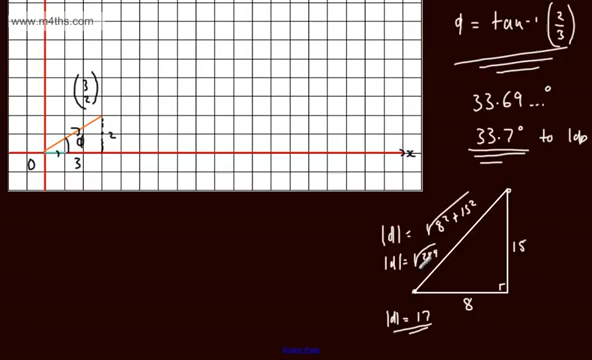 www.m4ths.com
φ = tan⁻¹ (2/3)
(3
2)
33.69...°
33.7° to 1dp
φ
2
0
3
x
|d| = √8² + 15²
|d| = √289
15
8
|d| = 17